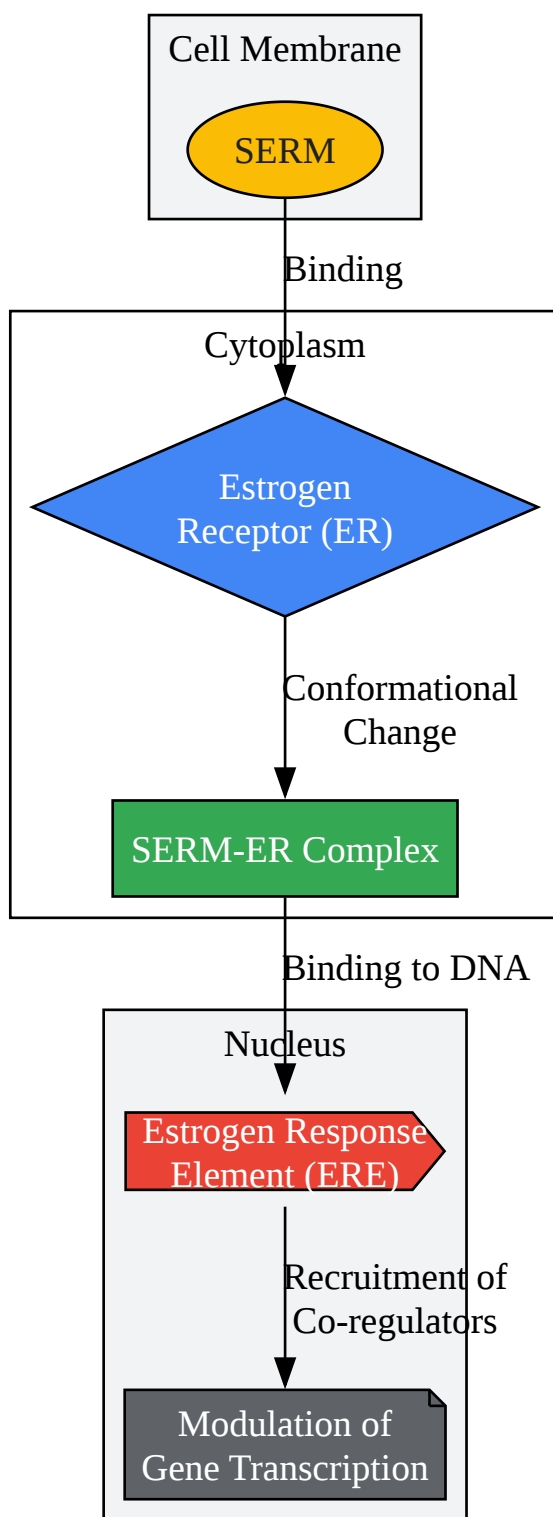 Cell Membrane
SERM
Binding
Cytoplasm
Estrogen
Receptor (ER)
Conformational
Change
SERM-ER Complex
Binding to DNA
Nucleus
Estrogen Response
Element (ERE)
Recruitment of
Co-regulators
Modulation of
Gene Transcription